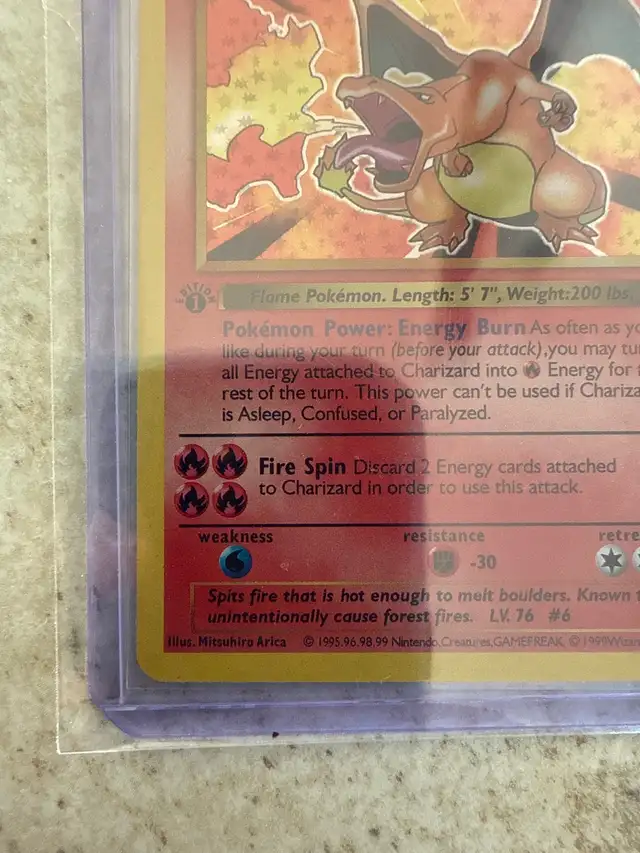 EDITION
1
Flame Pokémon. Length: 5' 7", Weight:200 lbs.
Pokémon Power: Energy Burn As often as yo
like during your turn (before your attack),you may tu
all Energy attached to Charizard into Energy for
rest of the turn. This power can't be used if Chariza
is Asleep, Confused, or Paralyzed.
Fire Spin Discard 2 Energy cards attached
to Charizard in order to use this attack.
weakness resistance retre
-30
Spits fire that is hot enough to melt boulders. Known t
unintentionally cause forest fires. LV. 76 #6
Illus. Mitsuhiro Arica © 1995,96,98,99 Nintendo,Creatures,GAMEFREAK. © 1999Wizar